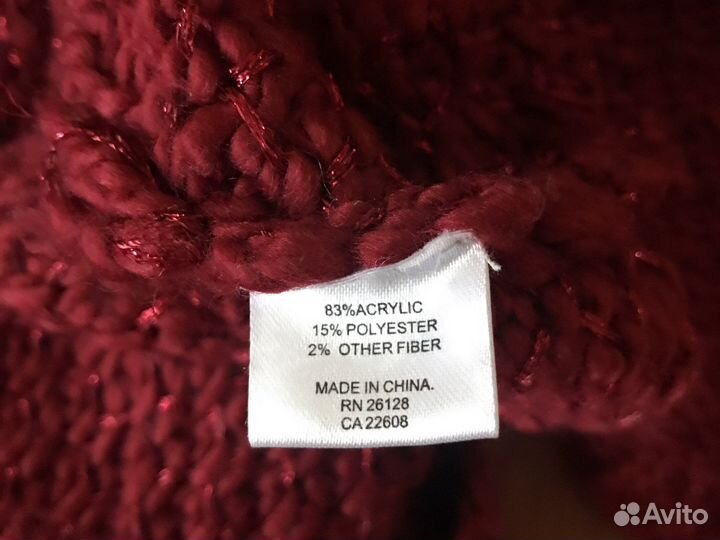 83%ACRYLIC
15% POLYESTER
2% OTHER FIBER
MADE IN CHINA.
RN 26128
CA 22608
Avito